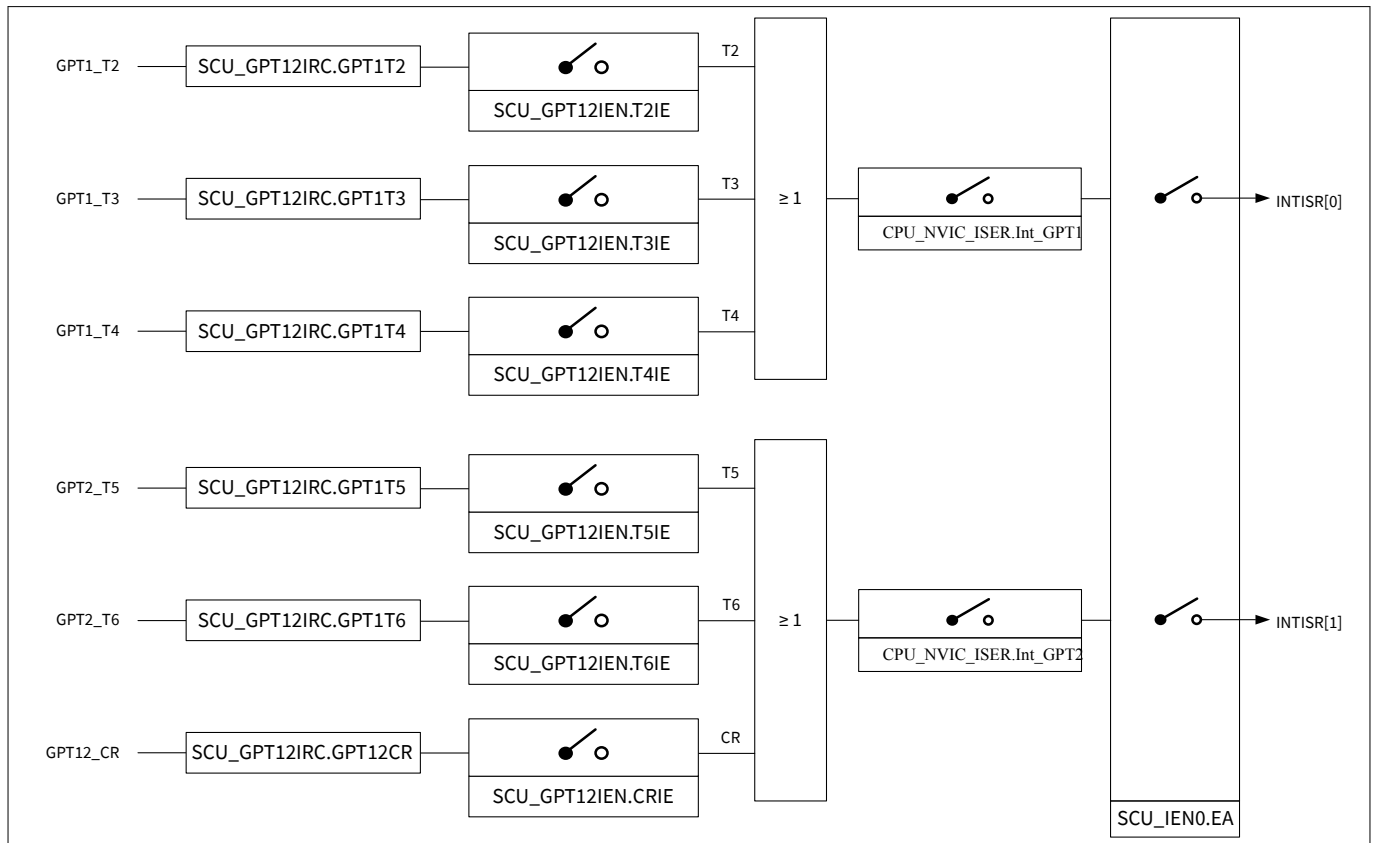 T2
GPT1_T2
SCU_GPT12IRC.GPT1T2
SCU_GPT12IEN.T2IE
T3
GPT1_T3
SCU_GPT12IRC.GPT1T3
≥ 1
INTISR[0]
CPU_NVIC_ISER.Int_GPT1
SCU_GPT12IEN.T3IE
T4
GPT1_T4
SCU_GPT12IRC.GPT1T4
SCU_GPT12IEN.T4IE
T5
GPT2_T5
SCU_GPT12IRC.GPT1T5
SCU_GPT12IEN.T5IE
T6
GPT2_T6
SCU_GPT12IRC.GPT1T6
≥ 1
INTISR[1]
CPU_NVIC_ISER.Int_GPT2
SCU_GPT12IEN.T6IE
CR
GPT12_CR
SCU_GPT12IRC.GPT12CR
SCU_GPT12IEN.CRIE
SCU_IEN0.EA